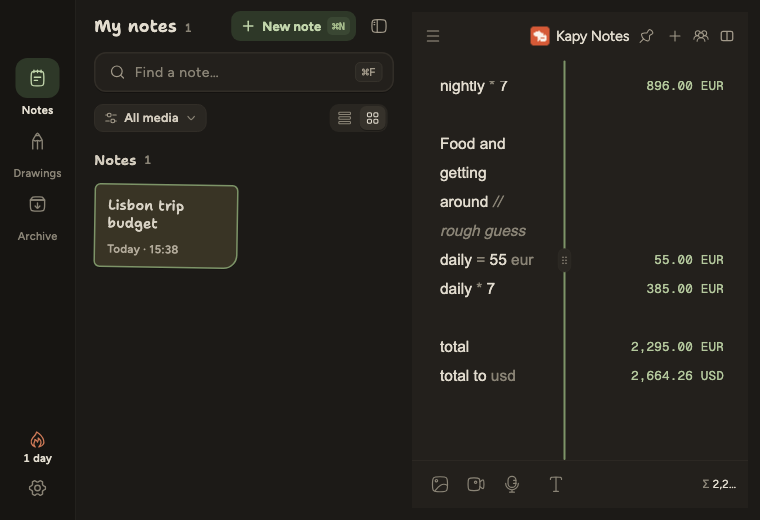 My notes 1
+ New note ⌘N
Find a note... ⌘F
All media
Notes 1
Lisbon trip
budget
Today · 15:38
Notes
Drawings
Archive
1 day
Kapy Notes
nightly * 7 896.00 EUR
Food and
getting
around //
rough guess
daily = 55 eur 55.00 EUR
daily * 7 385.00 EUR
total 2,295.00 EUR
total to usd 2,664.26 USD
Σ 2,2...